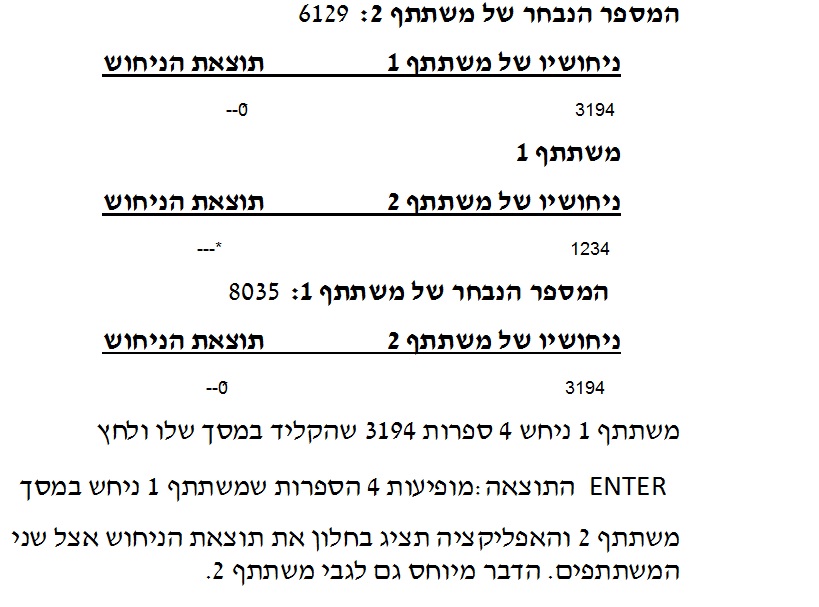 המספר הנבחר של משתתף 2: 6129
ניחושיו של משתתף 1 תוצאת הניחוש
3194 --0
משתתף 1
ניחושיו של משתתף 2 תוצאת הניחוש
1234 ---*
המספר הנבחר של משתתף 1: 8035
ניחושיו של משתתף 2 תוצאת הניחוש
3194 --0
משתתף 1 ניחש 4 ספרות 3194 שהקליד במסך שלו ולחץ
ENTER התוצאה :מופיעות 4 הספרות שמשתתף 1 ניחש במסך
משתתף 2 והאפליקציה תציג בחלון את תוצאת הניחוש אצל שני
המשתתפים. הדבר מיוחס גם לגבי משתתף 2.